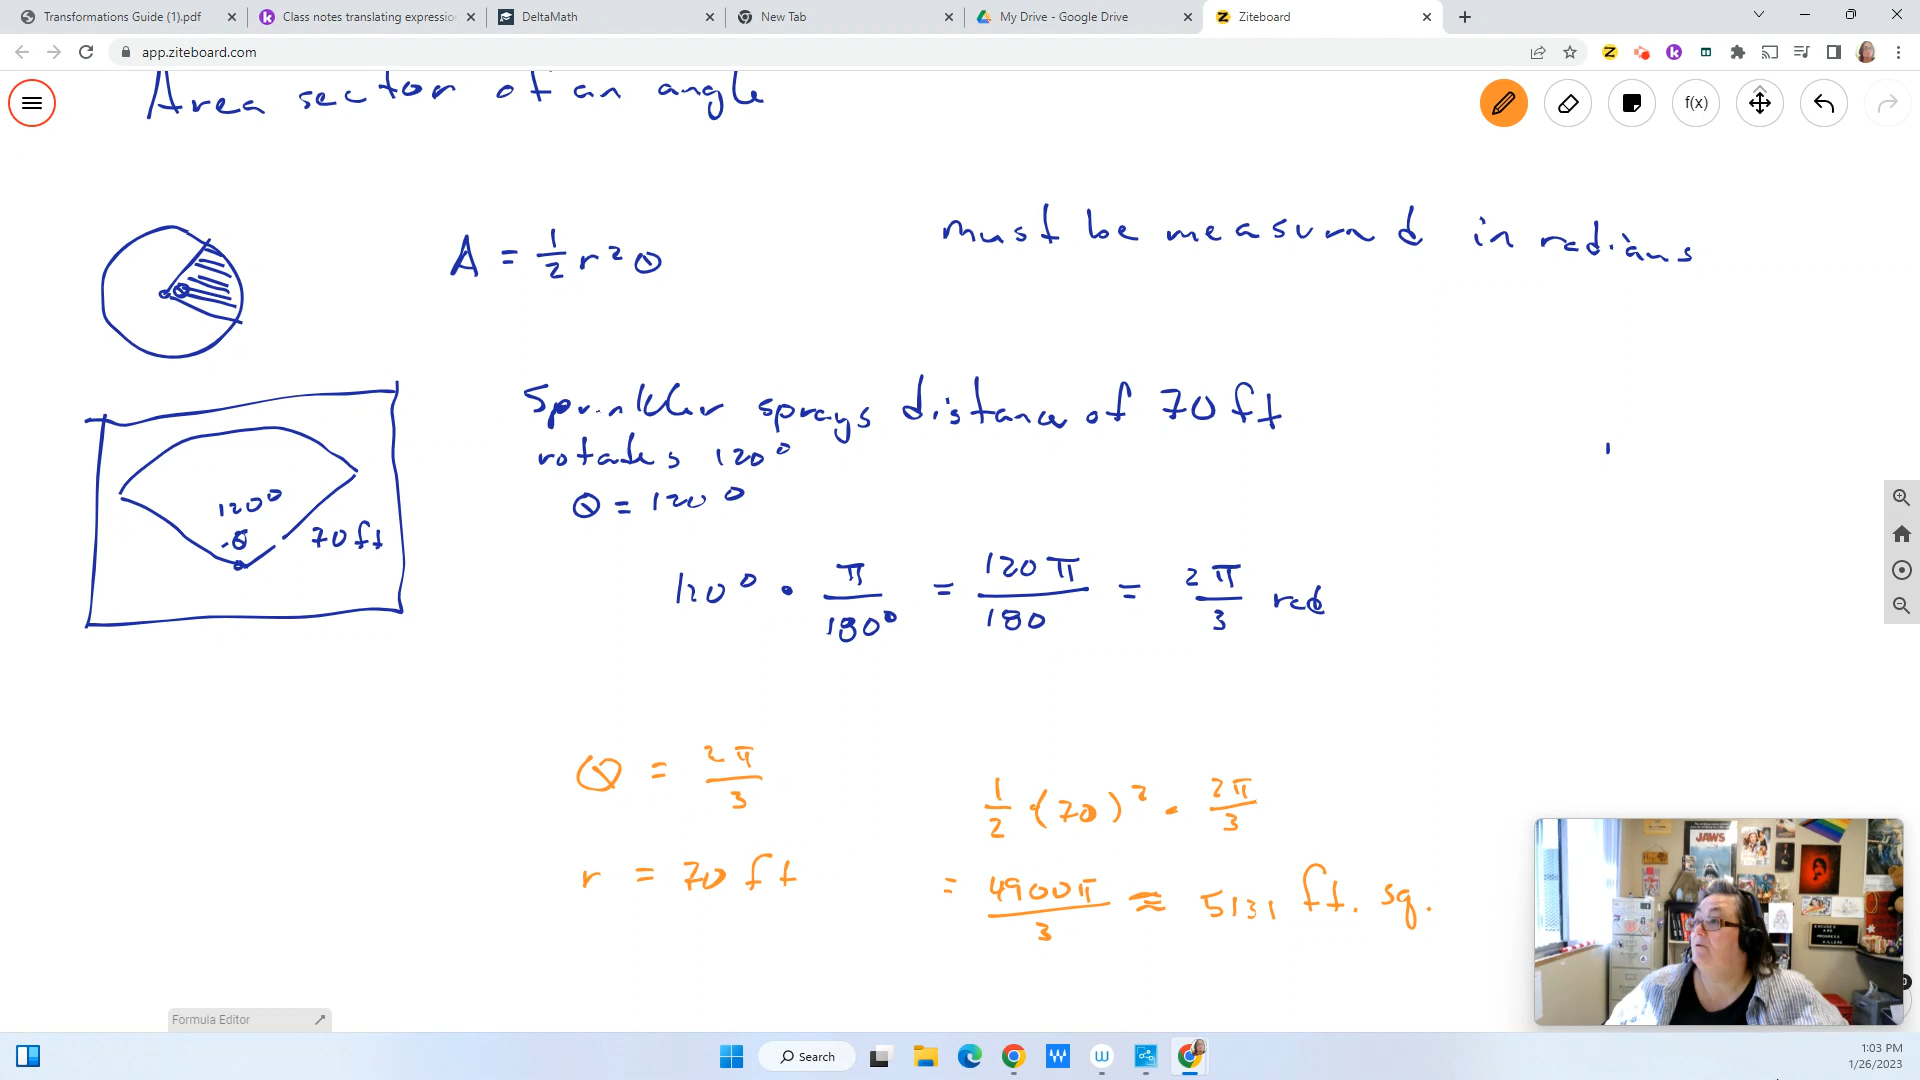 Transformations Guide (1).pdf
Class notes translating expression
DeltaMath
New Tab
My Drive - Google Drive
Ziteboard
app.ziteboard.com
Area sector of an angle
f(x)
A = 1/2 r² θ
must be measured in radians
Sprinkler sprays distance of 70 ft
rotates 120°
θ = 120°
120°
θ
70 ft
120° • π/180° = 120π/180 = 2π/3 rad
θ = 2π/3
r = 70 ft
1/2 • (70)² • 2π/3
= 4900π/3 ≈ 5131 ft. sq.
JAWS
Formula Editor
Search
1:03 PM
1/26/2023